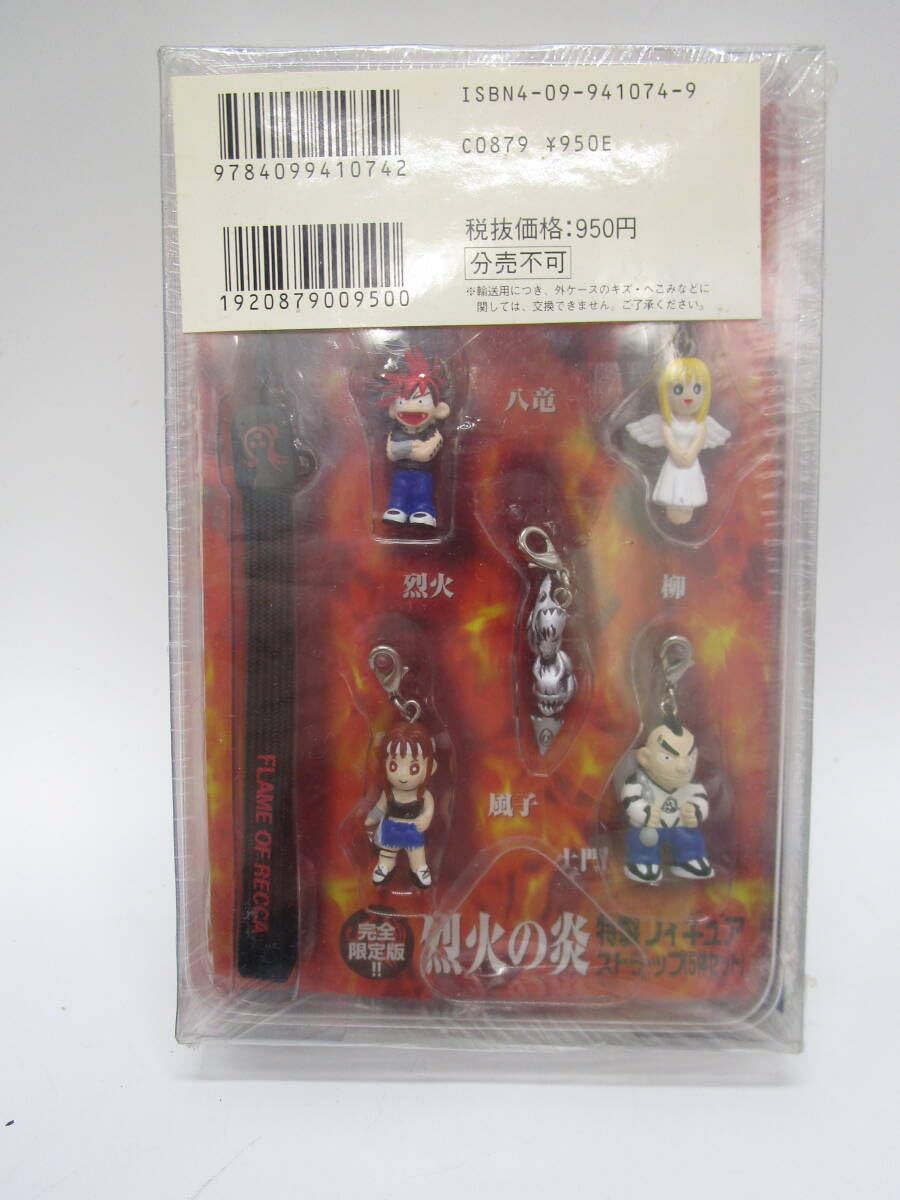 ISBN4-09-941074-9
C0879 ¥950E
9784099410742
税抜価格:950円
分売不可
1920879009500
※輸送用につき、外ケースのキズ・へこみなどに
関しては、交換できません。ご了承ください。
八竜
烈火
柳
風子
土門
FLAME OF RECCA
完全
限定版!!
烈火の炎
特製フィギュア
ストラップ5体セット